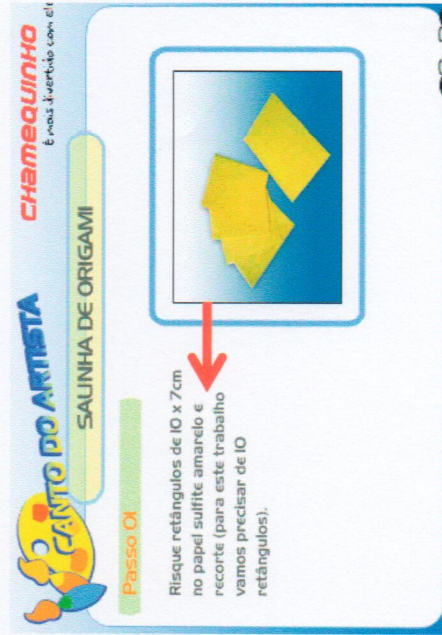 CANTO DO ARTISTA
CHamequinho
é mais divertido com ele
SALINHA DE ORIGAMI
Passo 01
Risque retângulos de 10 x 7cm
no papel sulfite amarelo e
recorte (para este trabalho
vamos precisar de 10
retângulos).